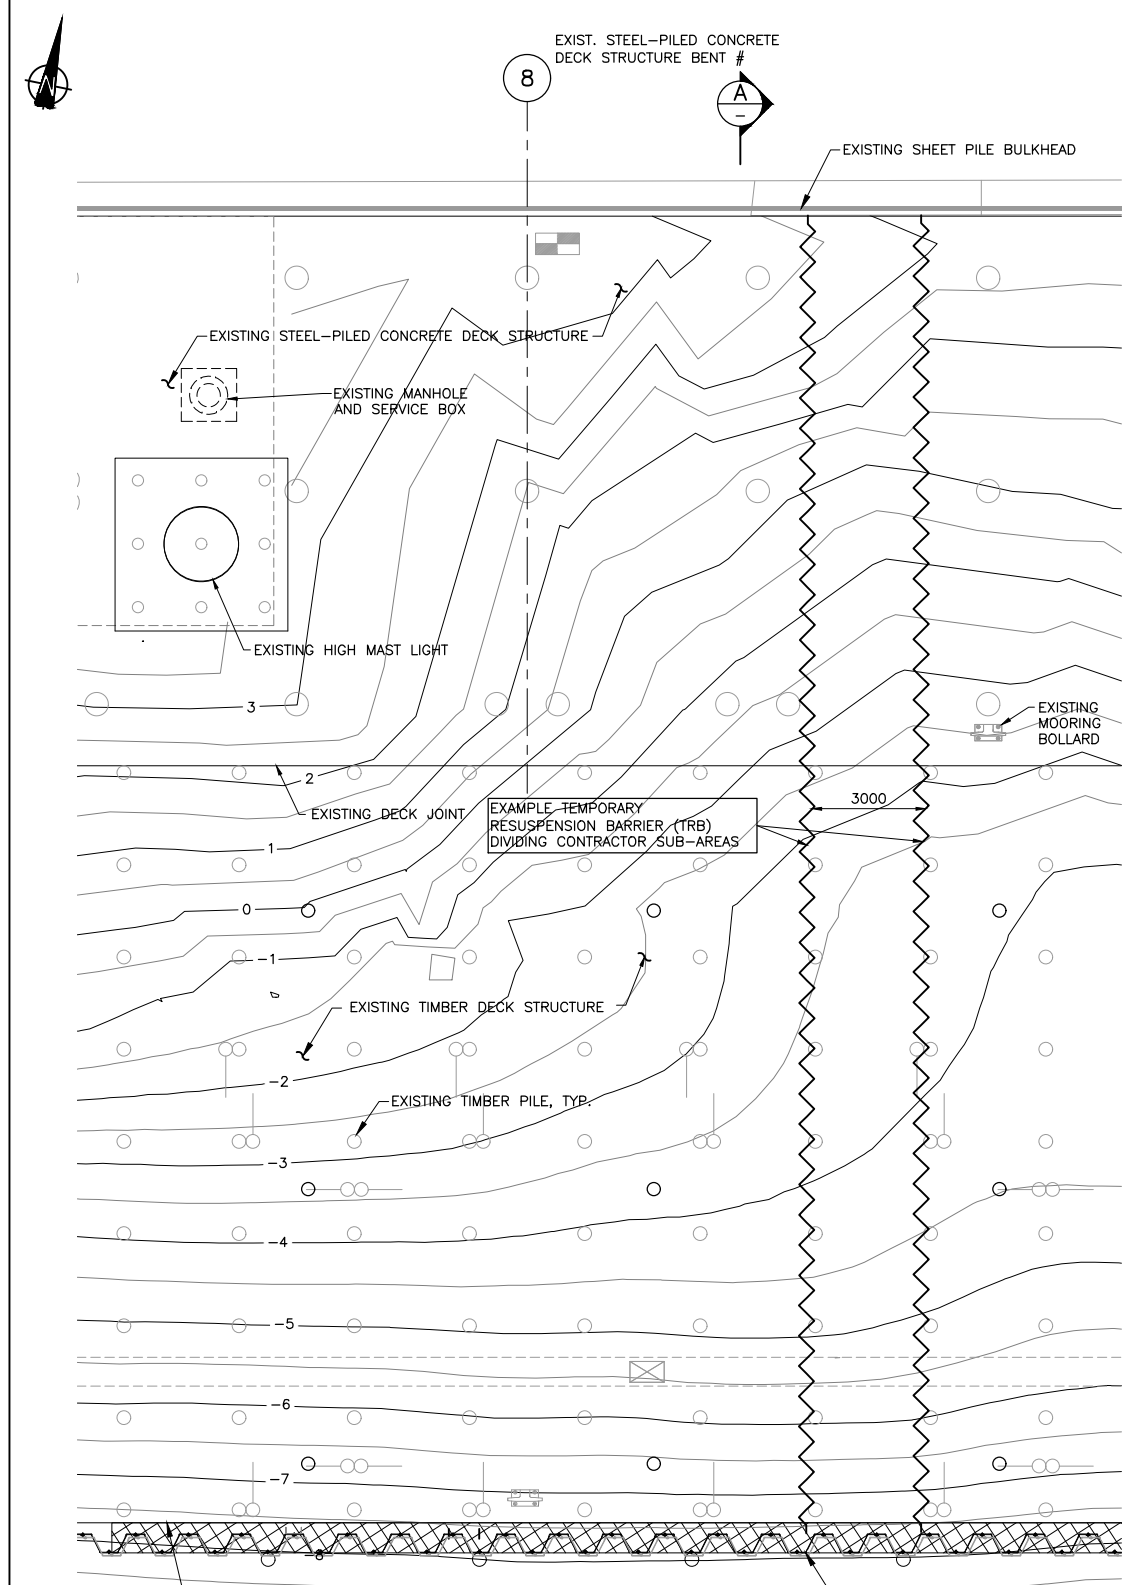 N
EXIST. STEEL-PILED CONCRETE
DECK STRUCTURE BENT #
8
A
-
EXISTING SHEET PILE BULKHEAD
EXISTING STEEL-PILED CONCRETE DECK STRUCTURE
EXISTING MANHOLE
AND SERVICE BOX
EXISTING HIGH MAST LIGHT
3
EXISTING
MOORING
BOLLARD
2
EXISTING DECK JOINT
EXAMPLE TEMPORARY
RESUSPENSION BARRIER (TRB)
DIVIDING CONTRACTOR SUB-AREAS
3000
1
0
-1
EXISTING TIMBER DECK STRUCTURE
-2
EXISTING TIMBER PILE, TYP.
-3
-4
-5
-6
-7
-8